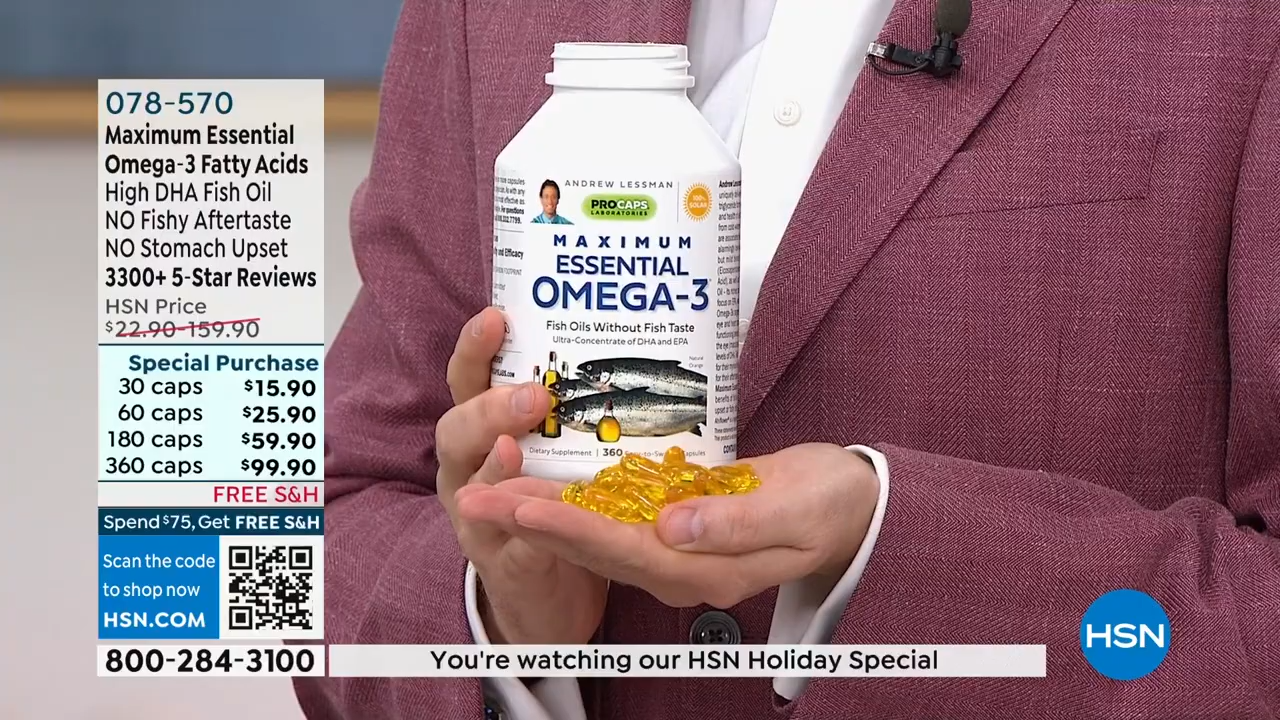 078-570
Maximum Essential
Omega-3 Fatty Acids
High DHA Fish Oil
NO Fishy Aftertaste
NO Stomach Upset
3300+ 5-Star Reviews
HSN Price
$22.90-159.90
Special Purchase
30 caps $15.90
60 caps $25.90
180 caps $59.90
360 caps $99.90
FREE S&H
Spend $75, Get FREE S&H
Scan the code
to shop now
HSN.COM
800-284-3100
You're watching our HSN Holiday Special
HSN
ANDREW LESSMAN
PROCAPS
LABORATORIES
100%
SOLAR
MAXIMUM
ESSENTIAL
OMEGA-3
Fish Oils Without Fish Taste
Ultra-Concentrate of DHA and EPA
Natural
Orange
Dietary Supplement | 360